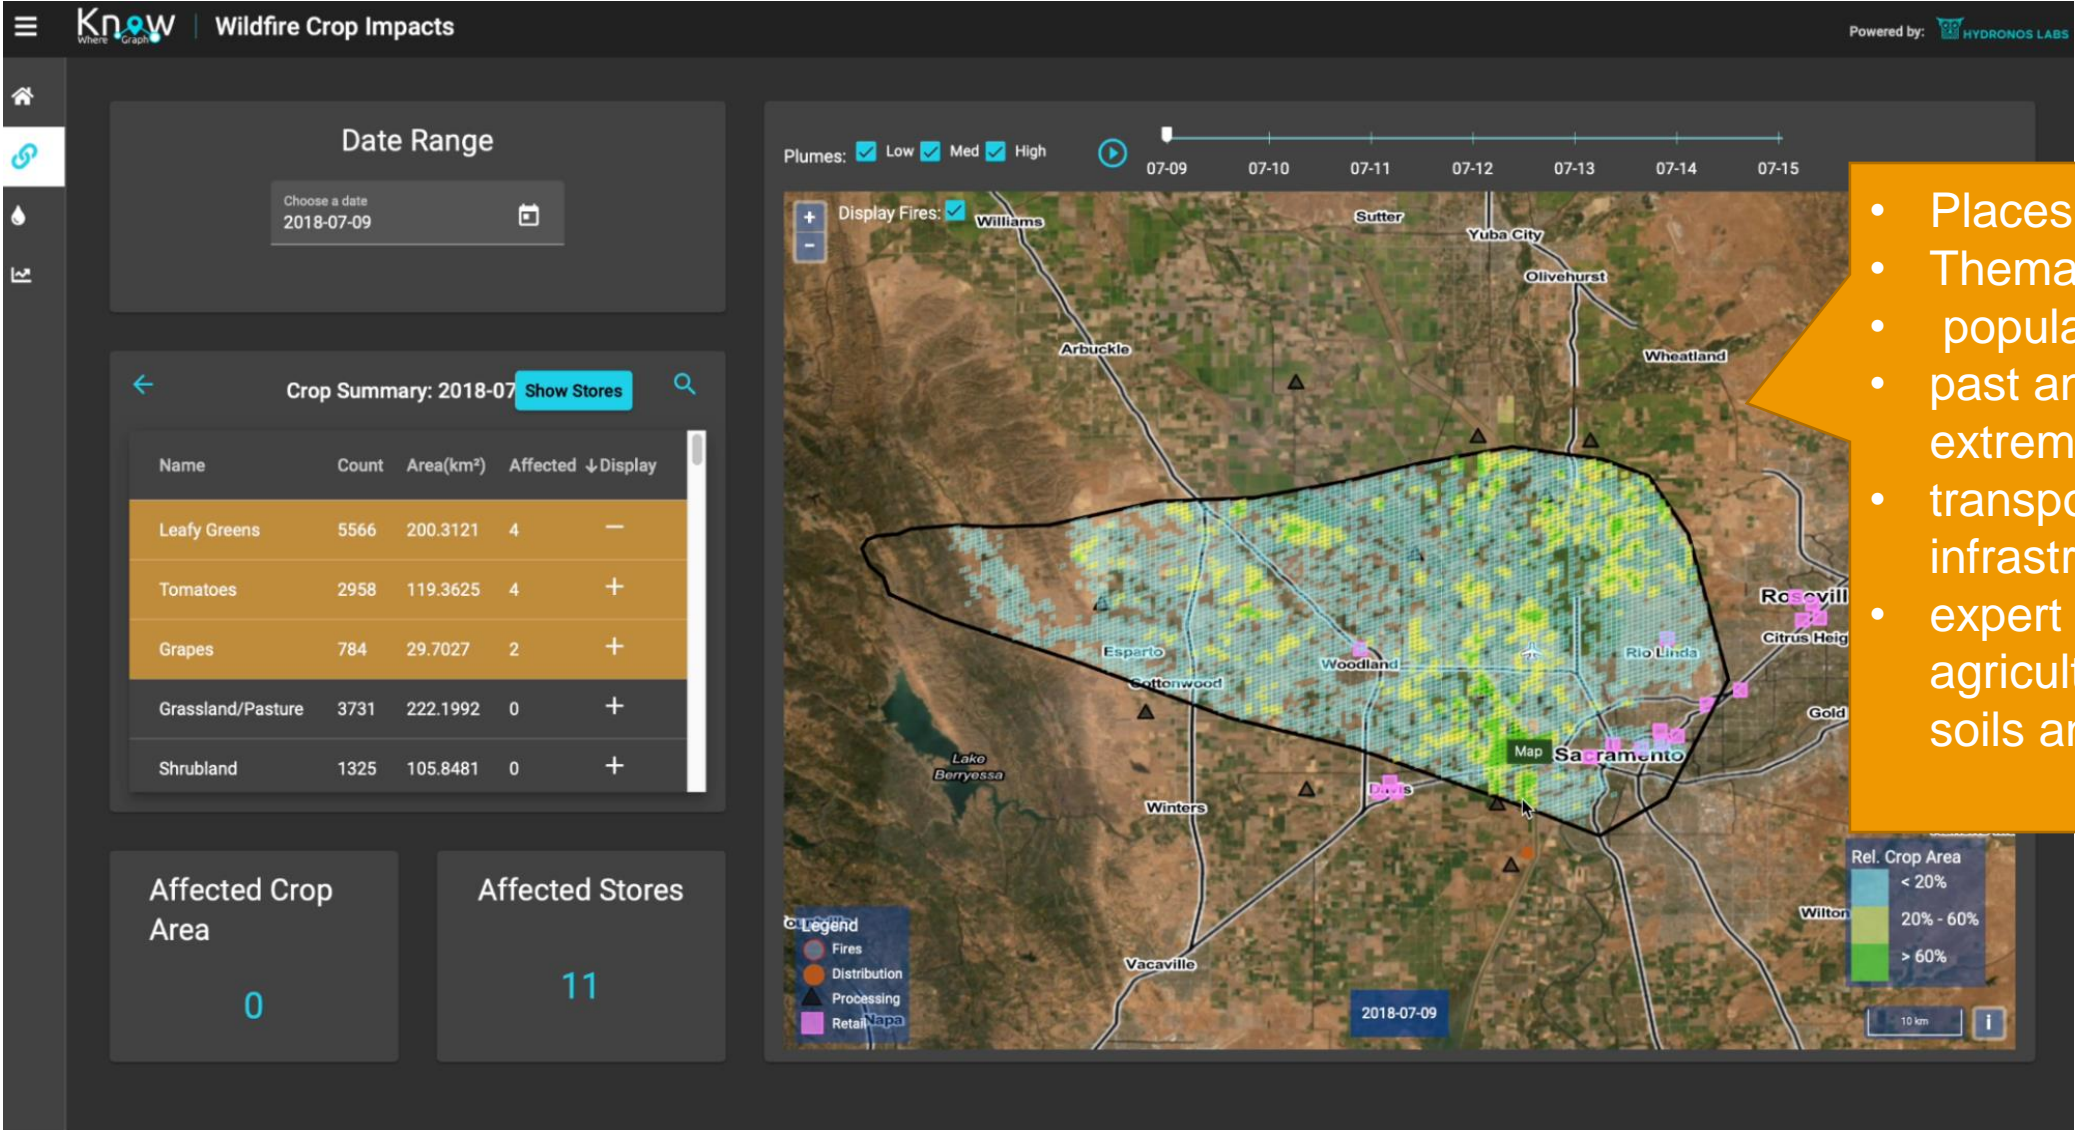 Know
Where Graph
Wildfire Crop Impacts
Powered by:
HYDRONOS LABS
Date Range
Choose a date
2018-07-09
Crop Summary: 2018-07
Show Stores
Name Count Area(km²) Affected ↓Display
Leafy Greens 5566 200.3121 4 −
Tomatoes 2958 119.3625 4 +
Grapes 784 29.7027 2 +
Grassland/Pasture 3731 222.1992 0 +
Shrubland 1325 105.8481 0 +
Affected Crop
Area
0
Affected Stores
11
Plumes: Low Med High
07-09 07-10 07-11 07-12 07-13 07-14 07-15
+
−
Display Fires:
Williams
Sutter
Yuba City
Olivehurst
Arbuckle
Wheatland
Rosevill
Citrus Heig
Esparto
Woodland
Rio Linda
Cottonwood
Gold
Map
Sacramento
Lake
Berryessa
Davis
Winters
Wilton
Vacaville
Napa
Legend
Fires
Distribution
Processing
Retail
2018-07-09
Rel. Crop Area
< 20%
20% - 60%
> 60%
10 km
i
• Places
• Thema
• popula
• past ar
extrem
• transpo
infrastr
• expert
agricult
soils ar